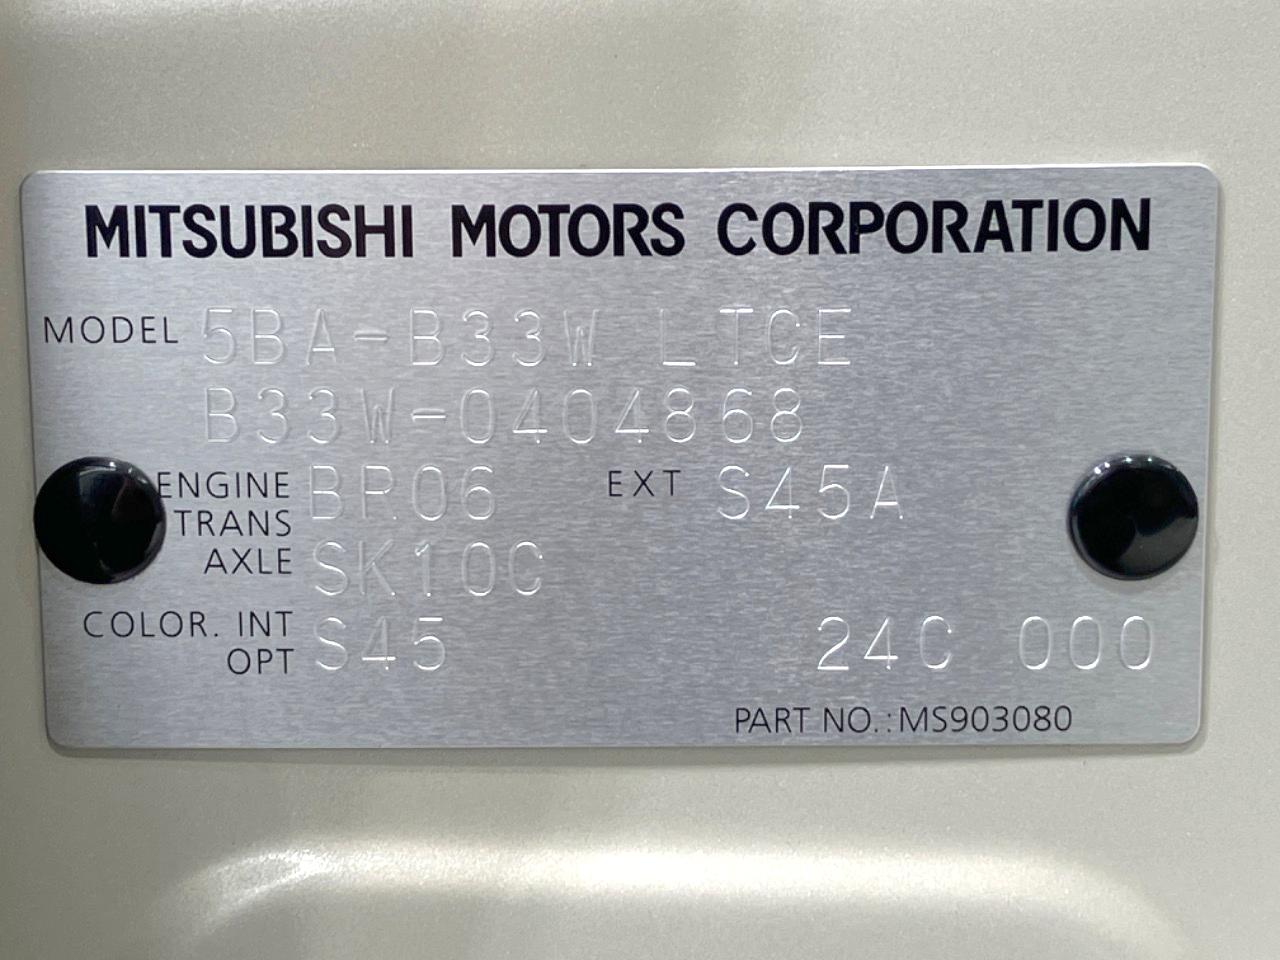 MITSUBISHI MOTORS CORPORATION
MODEL 5BA-B33W LTCE
B33W-0404868
ENGINE BR06 EXT S45A
TRANS
AXLE SK10C
COLOR. INT
OPT S45 24C 000
PART NO.:MS903080